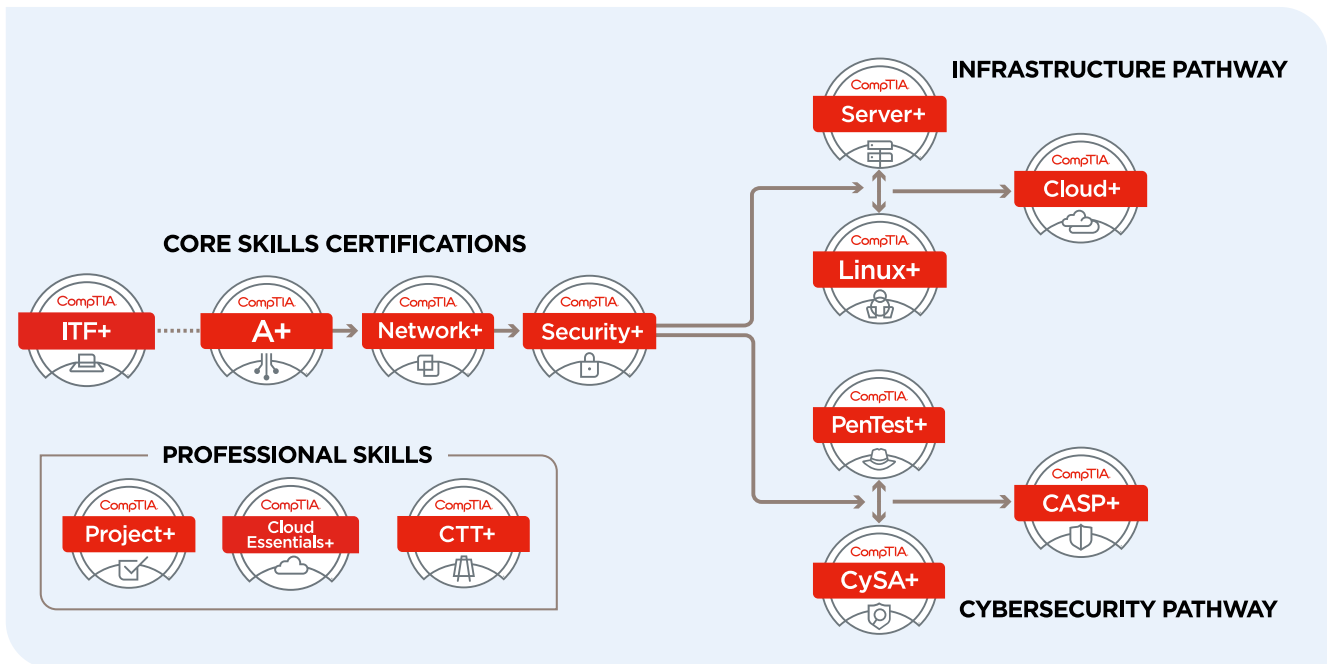 CORE SKILLS CERTIFICATIONS
CompTIA.
ITF+
CompTIA.
A+
CompTIA.
Network+
CompTIA.
Security+
PROFESSIONAL SKILLS
CompTIA.
Project+
CompTIA.
Cloud
Essentials+
CompTIA.
CTT+
INFRASTRUCTURE PATHWAY
CompTIA.
Server+
CompTIA.
Linux+
CompTIA.
Cloud+
CompTIA.
PenTest+
CompTIA.
CySA+
CompTIA.
CASP+
CYBERSECURITY PATHWAY